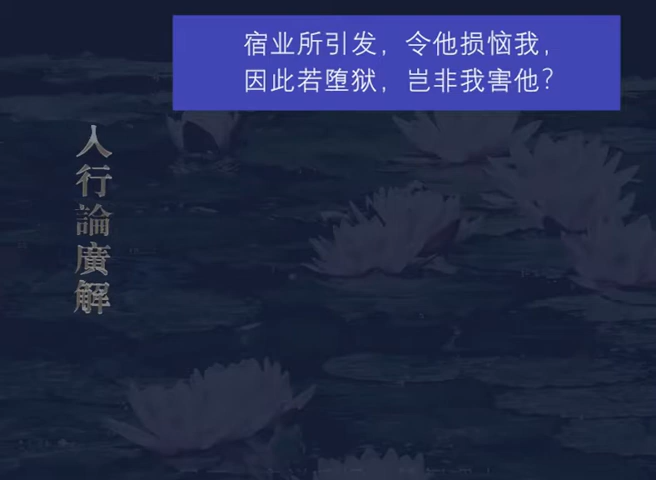 宿业所引发，令他损恼我，
因此若堕狱，岂非我害他？
入行論廣解